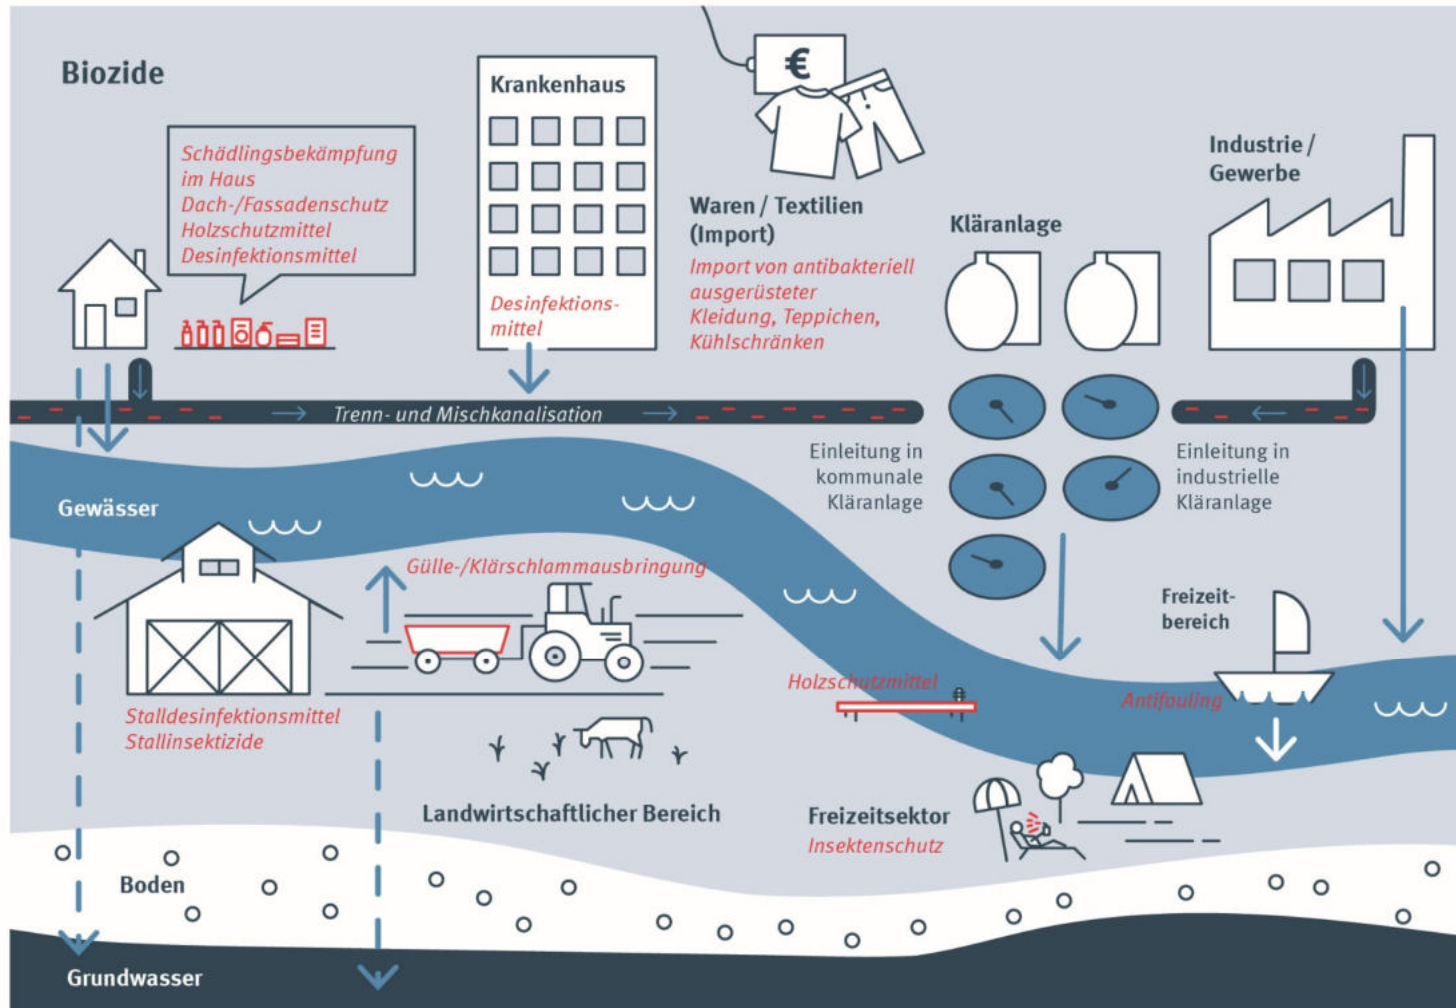 Biozide
Schädlingsbekämpfung
im Haus
Dach-/Fassadenschutz
Holzschutzmittel
Desinfektionsmittel
Krankenhaus
Desinfektions-
mittel
€
Waren / Textilien
(Import)
Import von antibakteriell
ausgerüsteter
Kleidung, Teppichen,
Kühlschränken
Kläranlage
Industrie /
Gewerbe
Trenn- und Mischkanalisation
Einleitung in
kommunale
Kläranlage
Einleitung in
industrielle
Kläranlage
Gewässer
Gülle-/Klärschlammausbringung
Stalldesinfektionsmittel
Stallinsektizide
Landwirtschaftlicher Bereich
Holzschutzmittel
Freizeit-
bereich
Antifouling
Freizeitsektor
Insektenschutz
Boden
Grundwasser